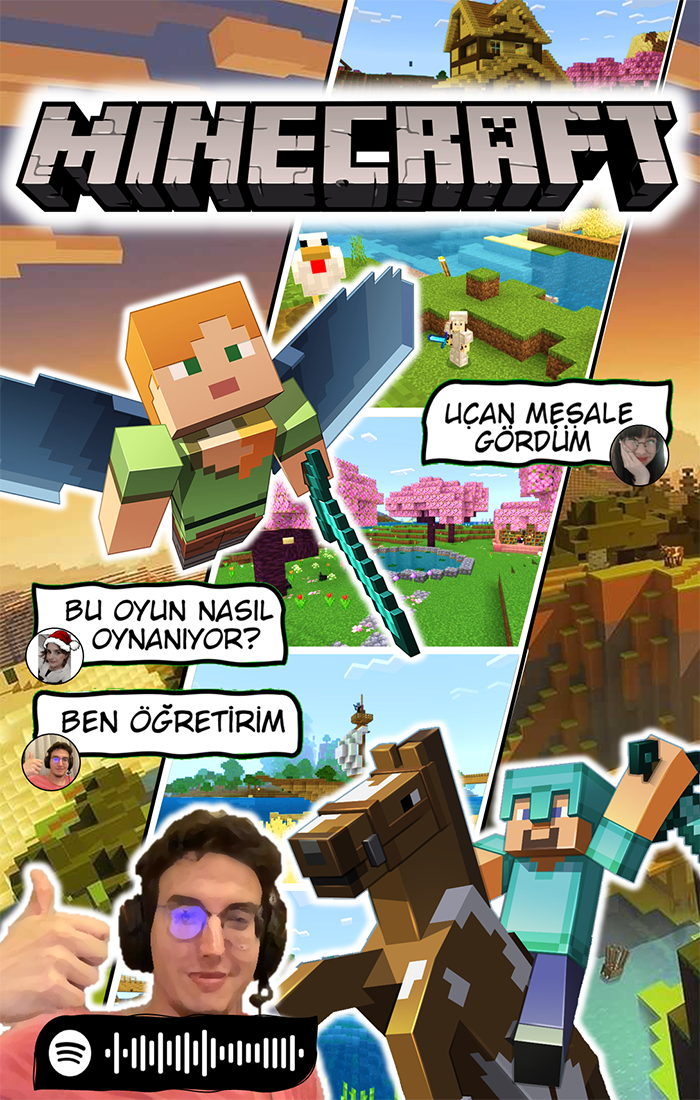 MINECRAFT
UÇAN MEŞALE
GÖRDÜM
BU OYUN NASIL
OYNANIYOR?
BEN ÖĞRETİRİM